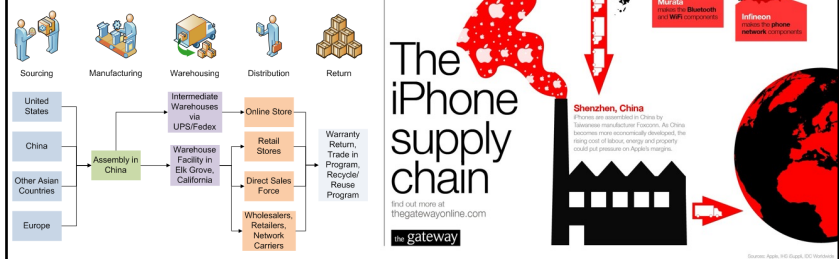 Sourcing
Manufacturing
Warehousing
Distribution
Return
United
States
China
Other Asian
Countries
Europe
Assembly in
China
Intermediate
Warehouses
via
UPS/Fedex
Warehouse
Facility in
Elk Grove,
California
Online Store
Retail
Stores
Direct Sales
Force
Wholesalers,
Retailers,
Network
Carriers
Warranty
Return,
Trade in
Program,
Recycle/
Reuse
Program
The
iPhone
supply
chain
find out more at
thegatewayonline.com
the gateway
Murata
makes the Bluetooth
and WiFi components
Infineon
makes the phone
network components
Shenzhen, China
iPhones are assembled in China by
Taiwanese manufacturer Foxconn. As China
becomes more economically developed, the
rising cost of labour, energy and property
could put pressure on Apple's margins.
Sources: Apple, IHS iSuppli, IDC Worldwide